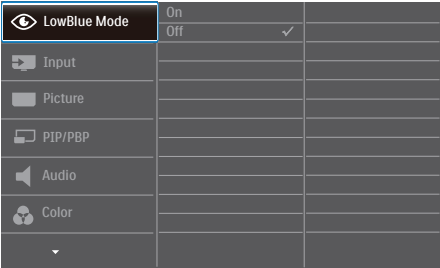 LowBlue Mode
On
Off
Input
Picture
PIP/PBP
Audio
Color